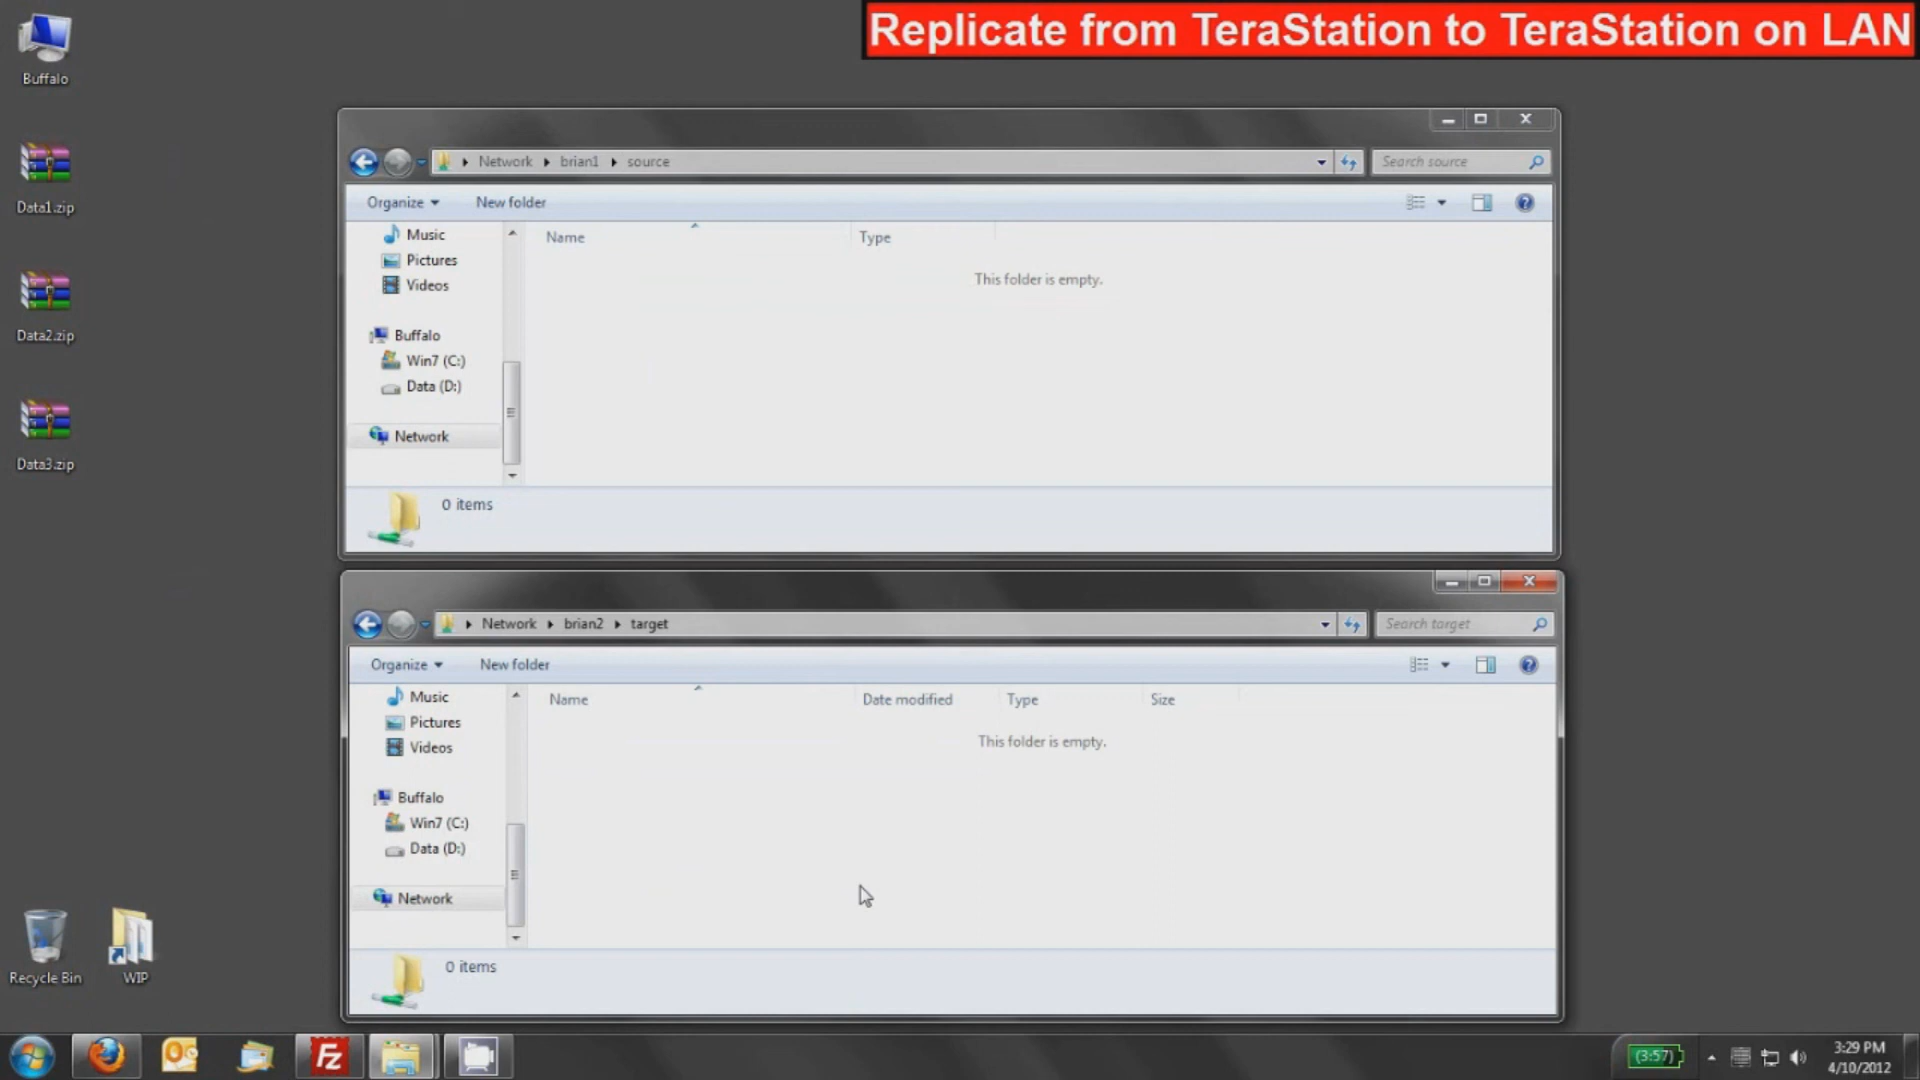 Replicate from TeraStation to TeraStation on LAN
Buffalo
Data1.zip
Data2.zip
Data3.zip
Recycle Bin
WIP
Network brian1 source
Search source
Organize New folder
Music
Pictures
Videos
Buffalo
Win7 (C:)
Data (D:)
Network
Name Type
This folder is empty.
0 items
Network brian2 target
Search target
Organize New folder
Music
Pictures
Videos
Buffalo
Win7 (C:)
Data (D:)
Network
Name Date modified Type Size
This folder is empty.
0 items
Fz
(3:57)
3:29 PM
4/10/2012